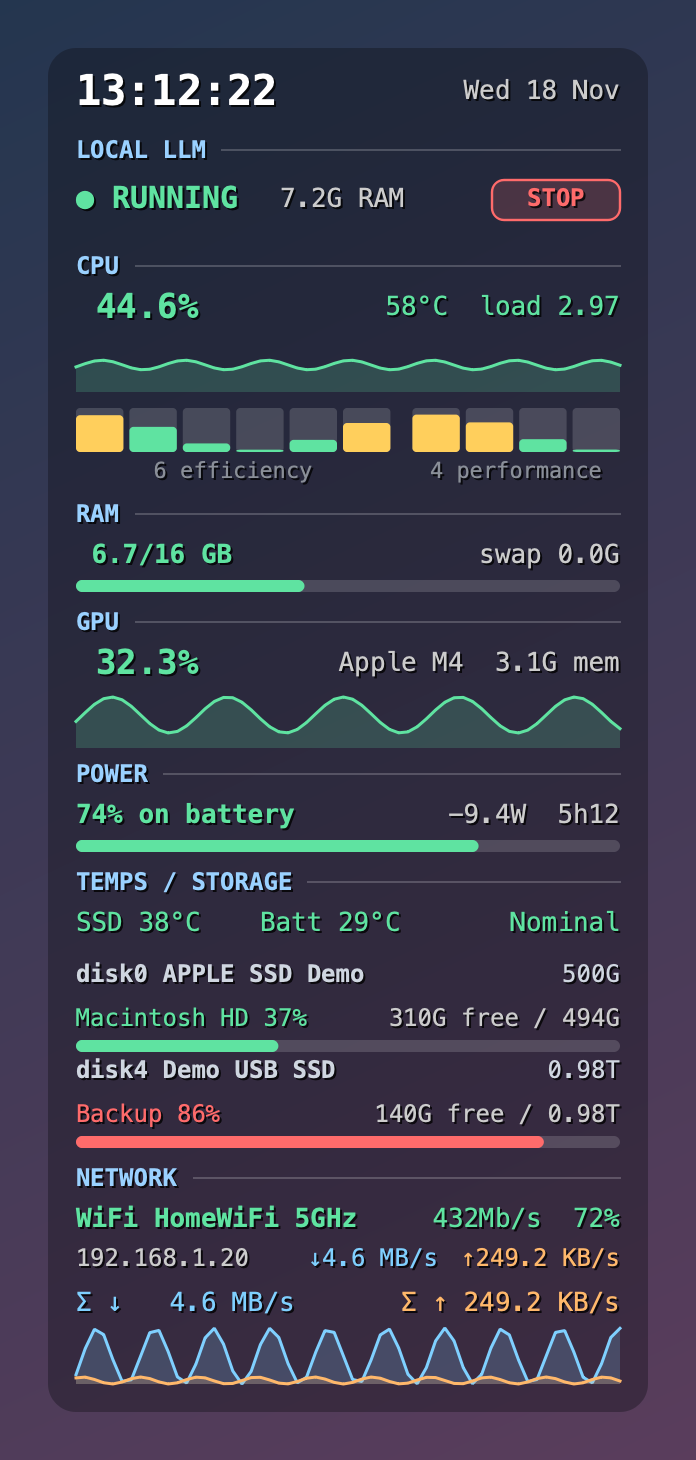 13:12:22 Wed 18 Nov
LOCAL LLM
● RUNNING 7.2G RAM STOP
CPU
44.6% 58°C load 2.97
6 efficiency 4 performance
RAM
6.7/16 GB swap 0.0G
GPU
32.3% Apple M4 3.1G mem
POWER
74% on battery −9.4W 5h12
TEMPS / STORAGE
SSD 38°C Batt 29°C Nominal
disk0 APPLE SSD Demo 500G
Macintosh HD 37% 310G free / 494G
disk4 Demo USB SSD 0.98T
Backup 86% 140G free / 0.98T
NETWORK
WiFi HomeWiFi 5GHz 432Mb/s 72%
192.168.1.20 ↓4.6 MB/s ↑249.2 KB/s
Σ ↓ 4.6 MB/s Σ ↑ 249.2 KB/s